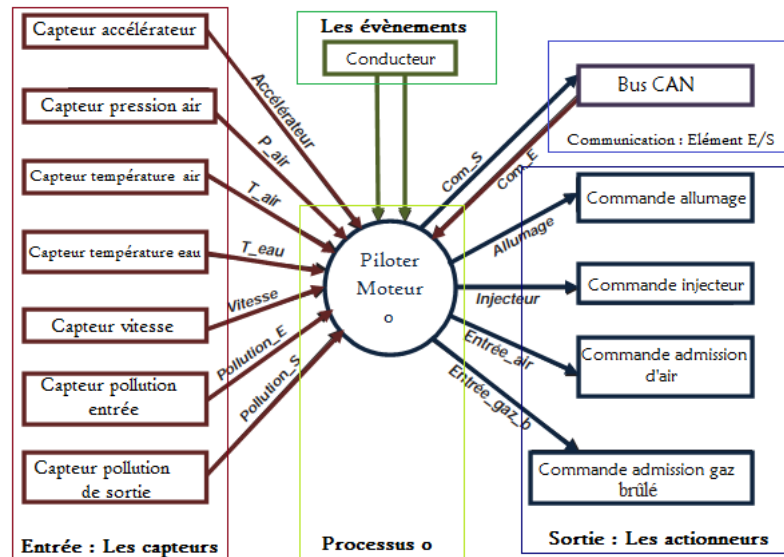 Capteur accélérateur
Capteur pression air
Capteur température air
Capteur température eau
Capteur vitesse
Capteur pollution
entrée
Capteur pollution
de sortie
Entrée : Les capteurs
Accélérateur
P_air
T_air
T_eau
Vitesse
Pollution_E
Pollution_S
Les évènements
Conducteur
Piloter
Moteur
0
Processus 0
Com_S
Com_E
Allumage
Injecteur
Entrée_air
Entrée_gaz_b
Bus CAN
Communication : Elément E/S
Commande allumage
Commande injecteur
Commande admission
d'air
Commande admission gaz
brûlé
Sortie : Les actionneurs